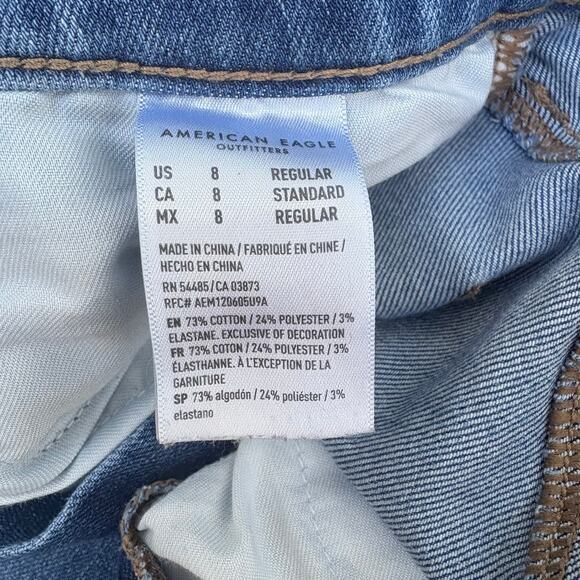 AMERICAN EAGLE
OUTFITTERS
US 8 REGULAR
CA 8 STANDARD
MX 8 REGULAR
MADE IN CHINA / FABRIQUÉ EN CHINE /
HECHO EN CHINA
RN 54485/CA 03873
RFC# AEM120605U9A
EN 73% COTTON / 24% POLYESTER / 3%
ELASTANE. EXCLUSIVE OF DECORATION
FR 73% COTON / 24% POLYESTER / 3%
ÉLASTHANNE. À L'EXCEPTION DE LA
GARNITURE
SP 73% algodón / 24% poliéster / 3%
elastano